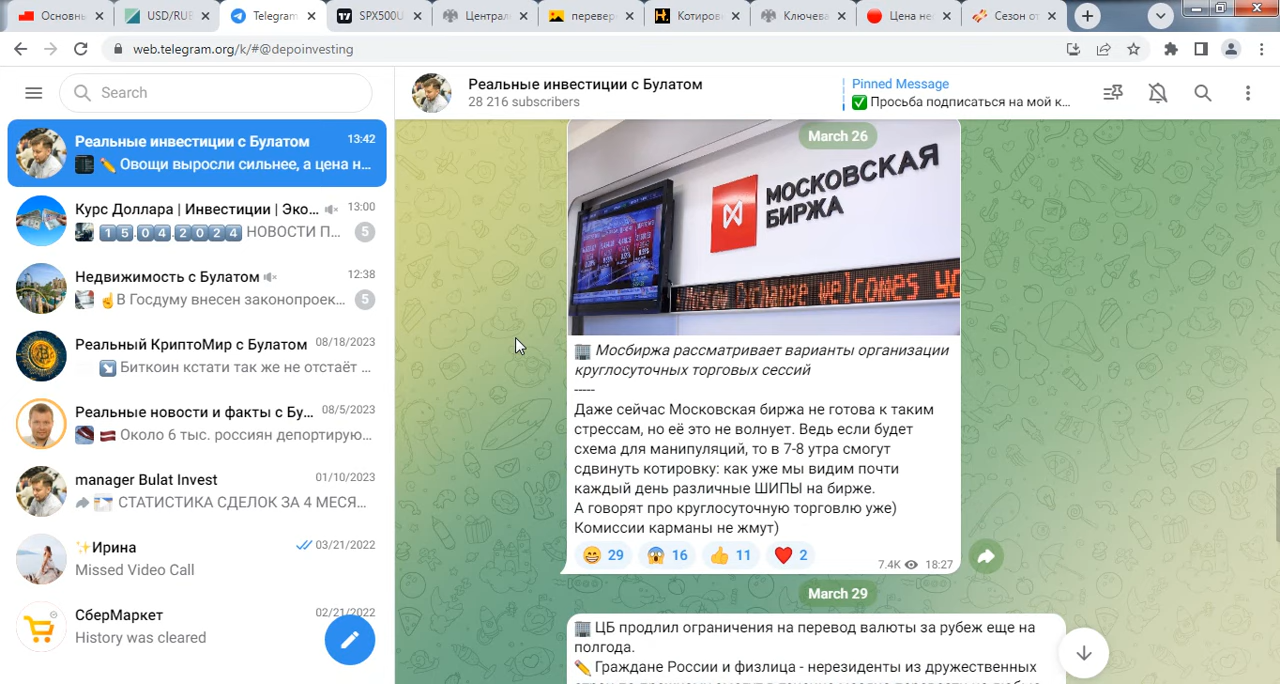 Основны
USD/RUB
Telegram
SPX500U
Централ
перевер
Котиров
Ключева
Цена не
Сезон от
web.telegram.org/k/#@depoinvesting
Search
Реальные инвестиции с Булатом 13:42
✏️ Овощи выросли сильнее, а цена н...
Курс Доллара | Инвестиции | Эко... 13:00
15.04.2024 НОВОСТИ П... 5
Недвижимость с Булатом 12:38
☝В Госдуму внесен законопроек... 5
Реальный КриптоМир с Булатом 08/18/2023
↘️ Биткоин кстати так же не отстаёт ...
Реальные новости и факты с Бу... 08/5/2023
Около 6 тыс. россиян депортирую...
manager Bulat Invest 01/10/2023
СТАТИСТИКА СДЕЛОК ЗА 4 МЕСЯ...
✨Ирина 03/21/2022
Missed Video Call
СберМаркет 02/21/2022
History was cleared
Реальные инвестиции с Булатом
28 216 subscribers
Pinned Message
✅ Просьба подписаться на мой к...
March 26
МОСКОВСКАЯ
БИРЖА
Moscow Exchange welcomes yo
🏢 Мосбиржа рассматривает варианты организации
круглосуточных торговых сессий
-----
Даже сейчас Московская биржа не готова к таким
стрессам, но её это не волнует. Ведь если будет
схема для манипуляций, то в 7-8 утра смогут
сдвинуть котировку: как уже мы видим почти
каждый день различные ШИПЫ на бирже.
А говорят про круглосуточную торговлю уже)
Комиссии карманы не жмут)
😁 29 😱 16 👍 11 ❤️ 2
7.4K 18:27
March 29
🏢 ЦБ продлил ограничения на перевод валюты за рубеж еще на
полгода.
✏️ Граждане России и физлица - нерезиденты из дружественных